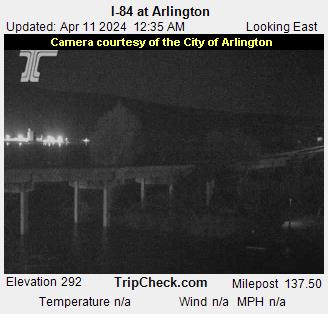 I-84 at Arlington
Updated: Apr 11 2024 12:35 AM Looking East
Camera courtesy of the City of Arlington
Elevation 292 TripCheck.com Milepost 137.50
Temperature n/a Wind n/a MPH n/a